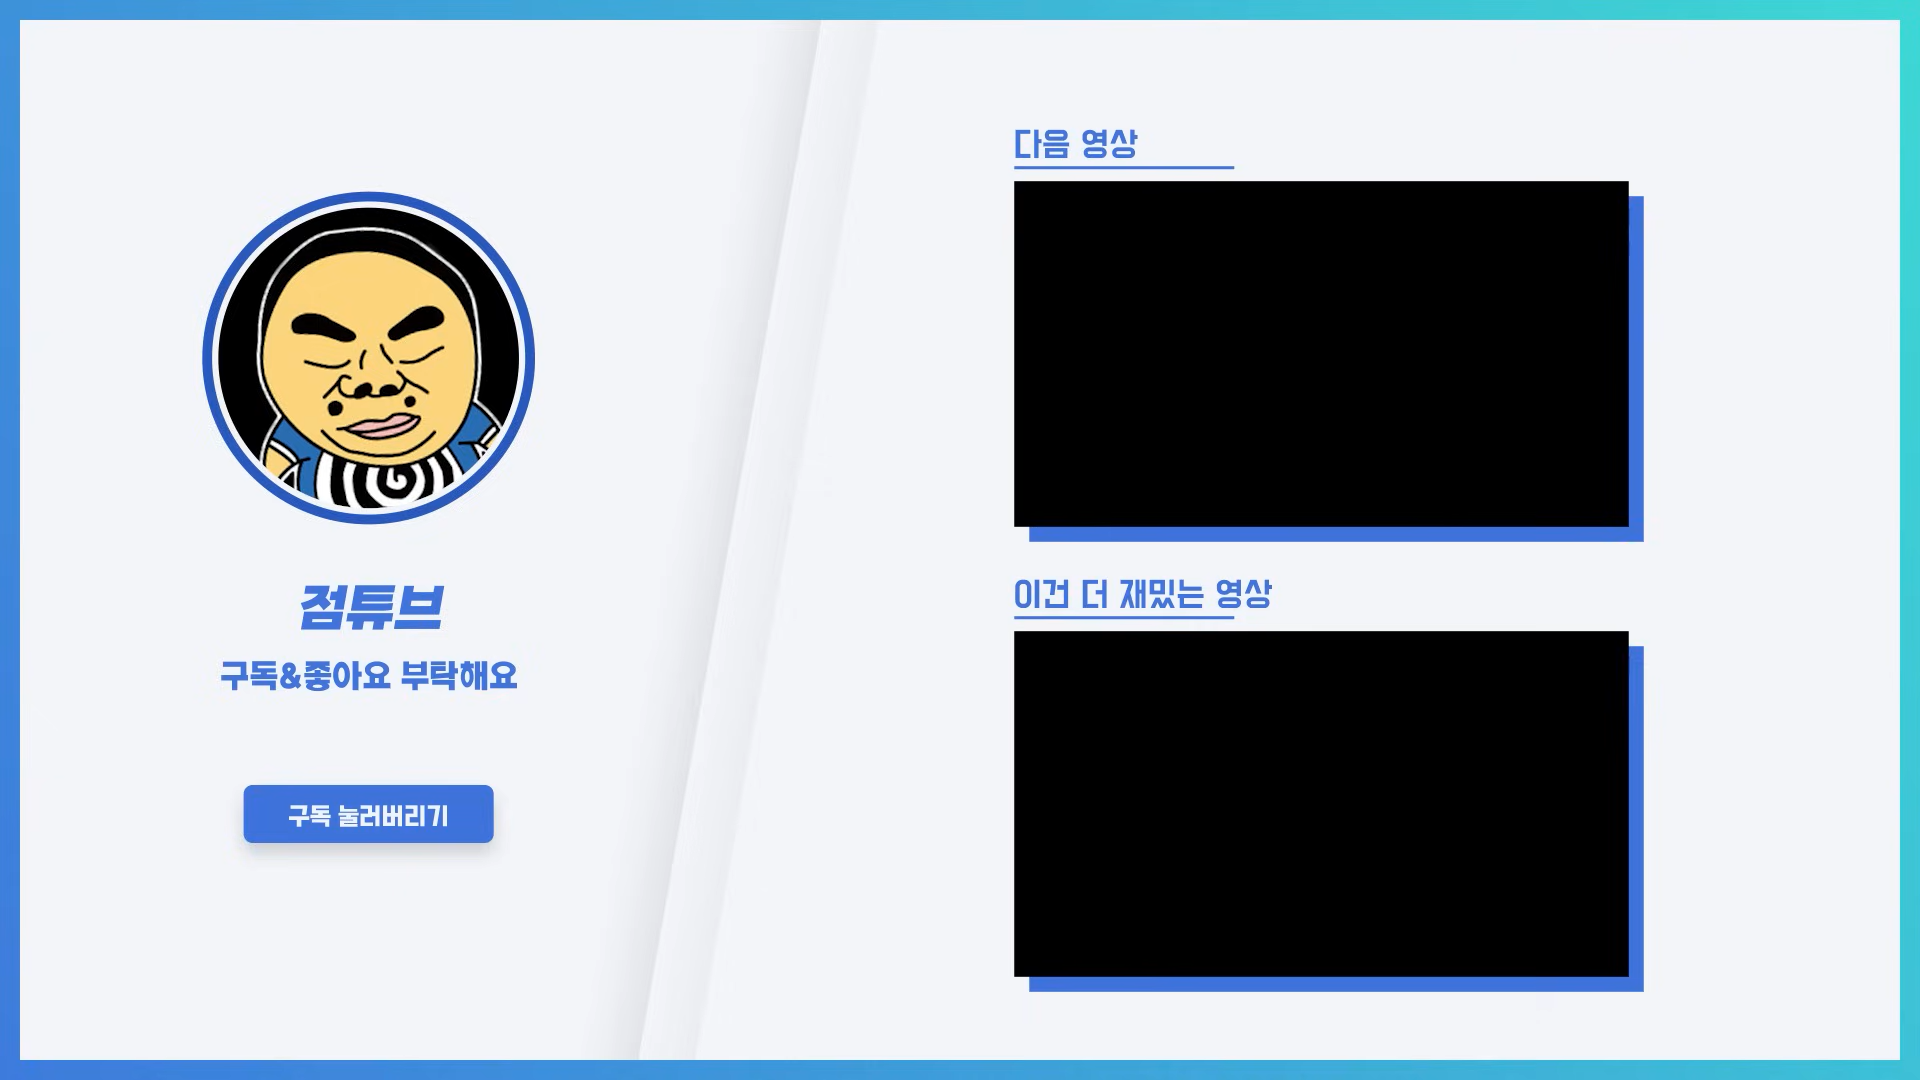 점튜브
구독&좋아요 부탁해요
구독 눌러버리기
다음 영상
이건 더 재밌는 영상